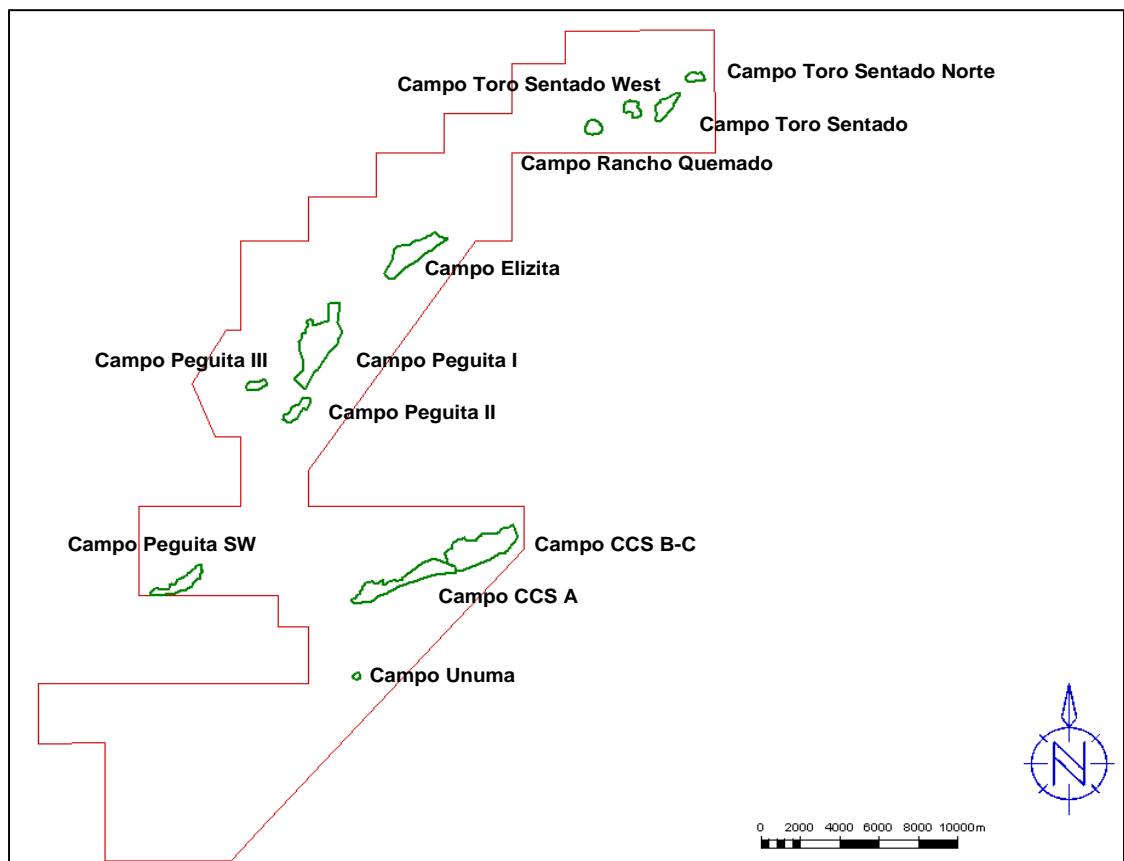 Campo Toro Sentado Norte
Campo Toro Sentado West
Campo Toro Sentado
Campo Rancho Quemado
Campo Elizita
Campo Peguita III
Campo Peguita I
Campo Peguita II
Campo Peguita SW
Campo CCS B-C
Campo CCS A
Campo Unuma
N
0 2000 4000 6000 8000 10000m